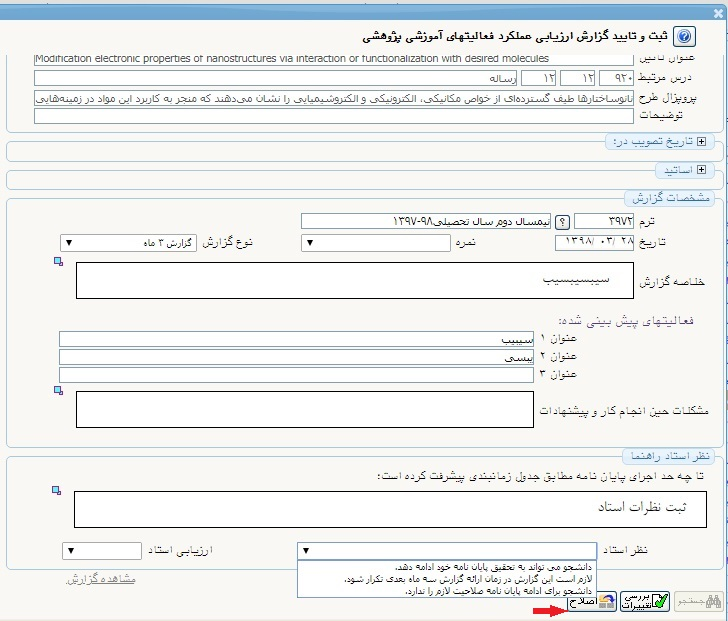 ثبت و تایید گزارش ارزیابی عملکرد فعالیتهای آموزشی پژوهشی
عنوان لاتین Modification electronic properties of nanostructures via interaction or functionalization with desired molecules
درس مرتبط ۹۲۰ ۱۲ ۱۲ رساله
پروپزال طرح نانوساختارها طیف گسترده‌ای از خواص مکانیکی، الکترونیکی و الکتروشیمیایی را نشان می‌دهند که منجر به کاربرد این مواد در زمینه‌هایی
توضیحات
تاریخ تصویب در:
اساتید
مشخصات گزارش
ترم ۳۹۷۲ ? نیمسال دوم سال تحصیلی۹۸-۱۳۹۷
تاریخ ۱۳۹۸/ ۰۳/ ۲۸ نمره نوع گزارش گزارش ۳ ماه
خلاصه گزارش سیبسیبسیب
فعالیتهای پیش بینی شده:
عنوان ۱ سیبیب
عنوان ۲ یبسی
عنوان ۳
مشکلات حین انجام کار و پیشنهادات
نظر استاد راهنما
تا چه حد اجرای پایان نامه مطابق جدول زمانبندی پیشرفت کرده است:
ثبت نظرات استاد
نظر استاد ارزیابی استاد
دانشجو می تواند به تحقیق پایان نامه خود ادامه دهد.
لازم است این گزارش در زمان ارائه گزارش سه ماه بعدی تکرار شود.
دانشجو برای ادامه پایان نامه صلاحیت لازم را ندارد.
مشاهده گزارش
جستجو بررسی تغییرات اصلاح